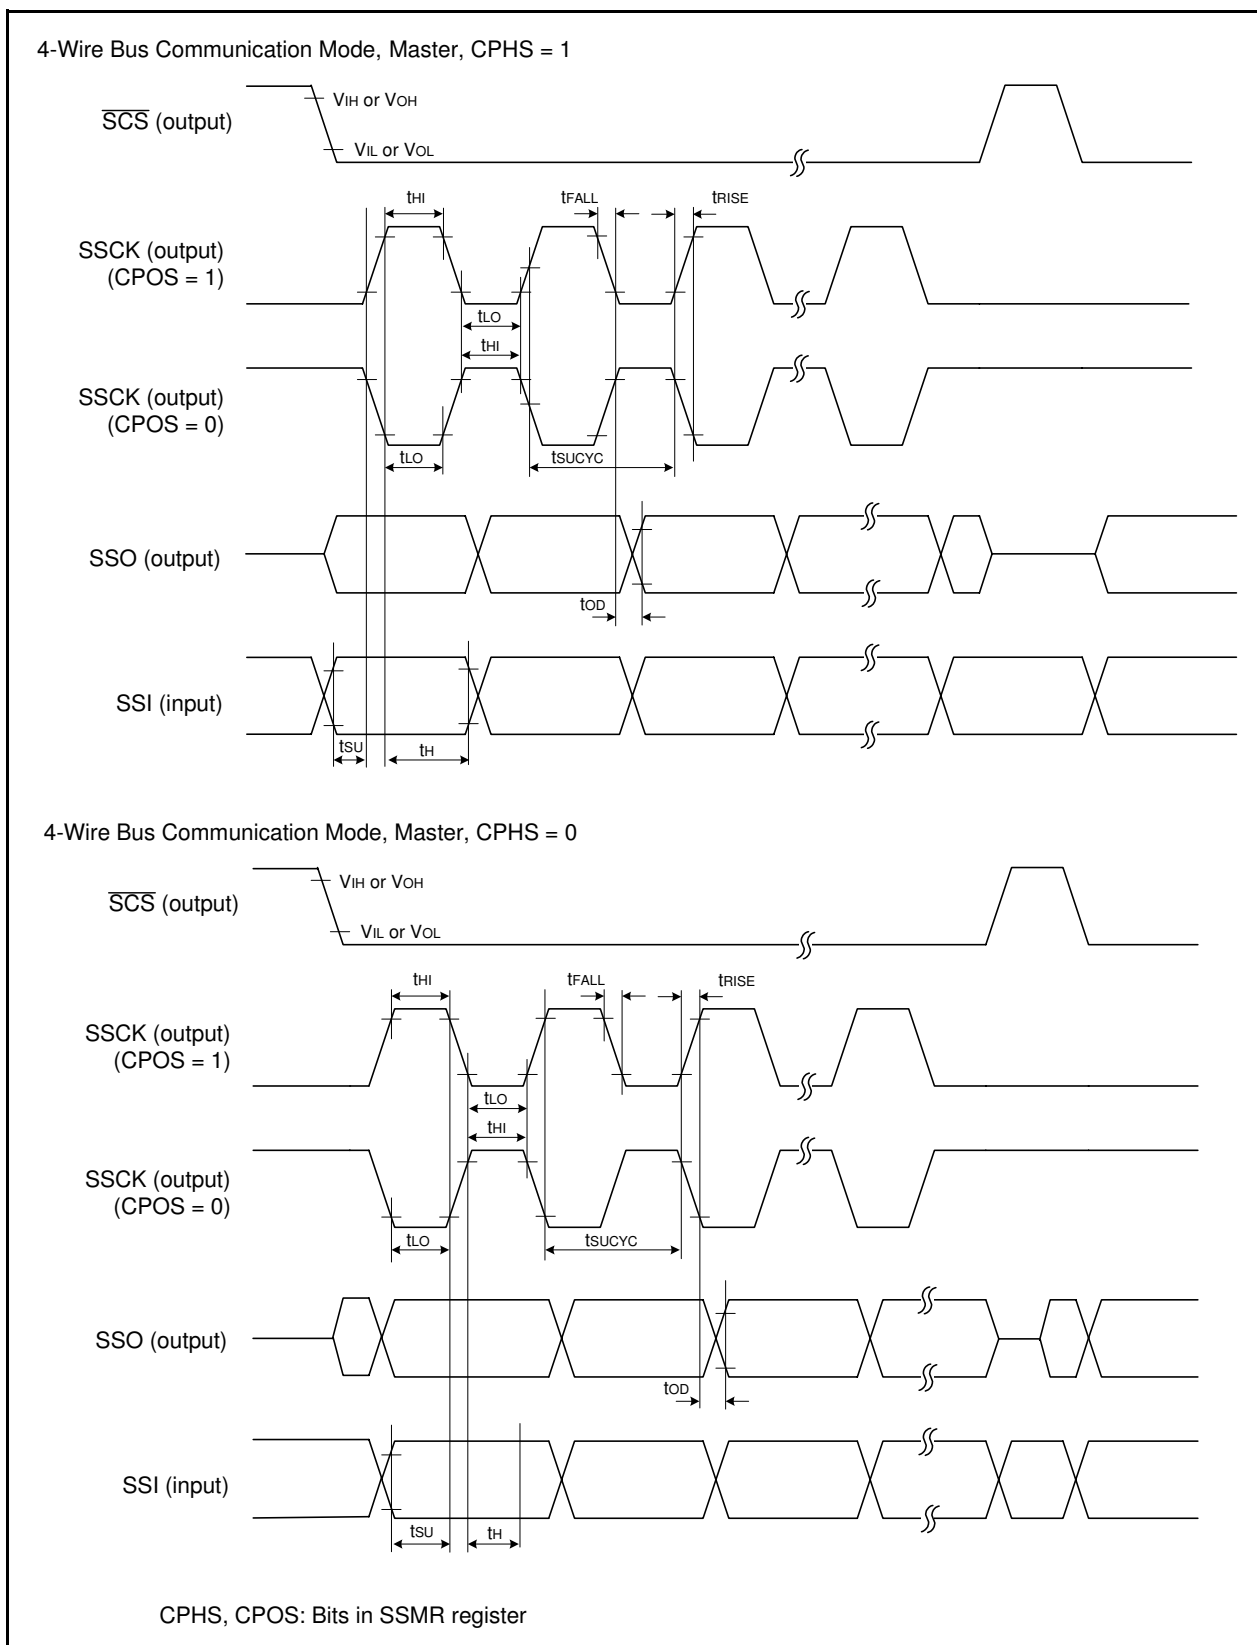 4-Wire Bus Communication Mode, Master, CPHS = 1
VIH or VOH
SCS (output)
VIL or VOL
tHI
tFALL
tRISE
SSCK (output)
(CPOS = 1)
tLO
tHI
SSCK (output)
(CPOS = 0)
tLO
tSUCYC
SSO (output)
tOD
SSI (input)
tSU
tH
4-Wire Bus Communication Mode, Master, CPHS = 0
VIH or VOH
SCS (output)
VIL or VOL
tHI
tFALL
tRISE
SSCK (output)
(CPOS = 1)
tLO
tHI
SSCK (output)
(CPOS = 0)
tLO
tSUCYC
SSO (output)
tOD
SSI (input)
tSU
tH
CPHS, CPOS: Bits in SSMR register